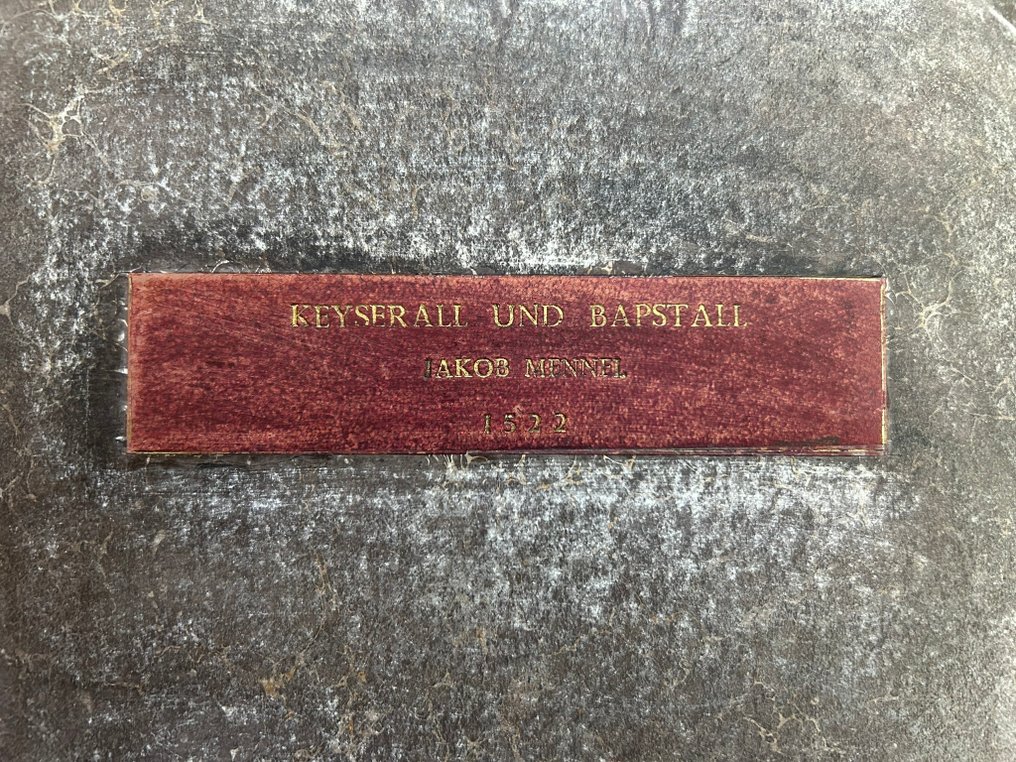 KEYSERALL UND BAPSTALL
JAKOB MENNEL
1522